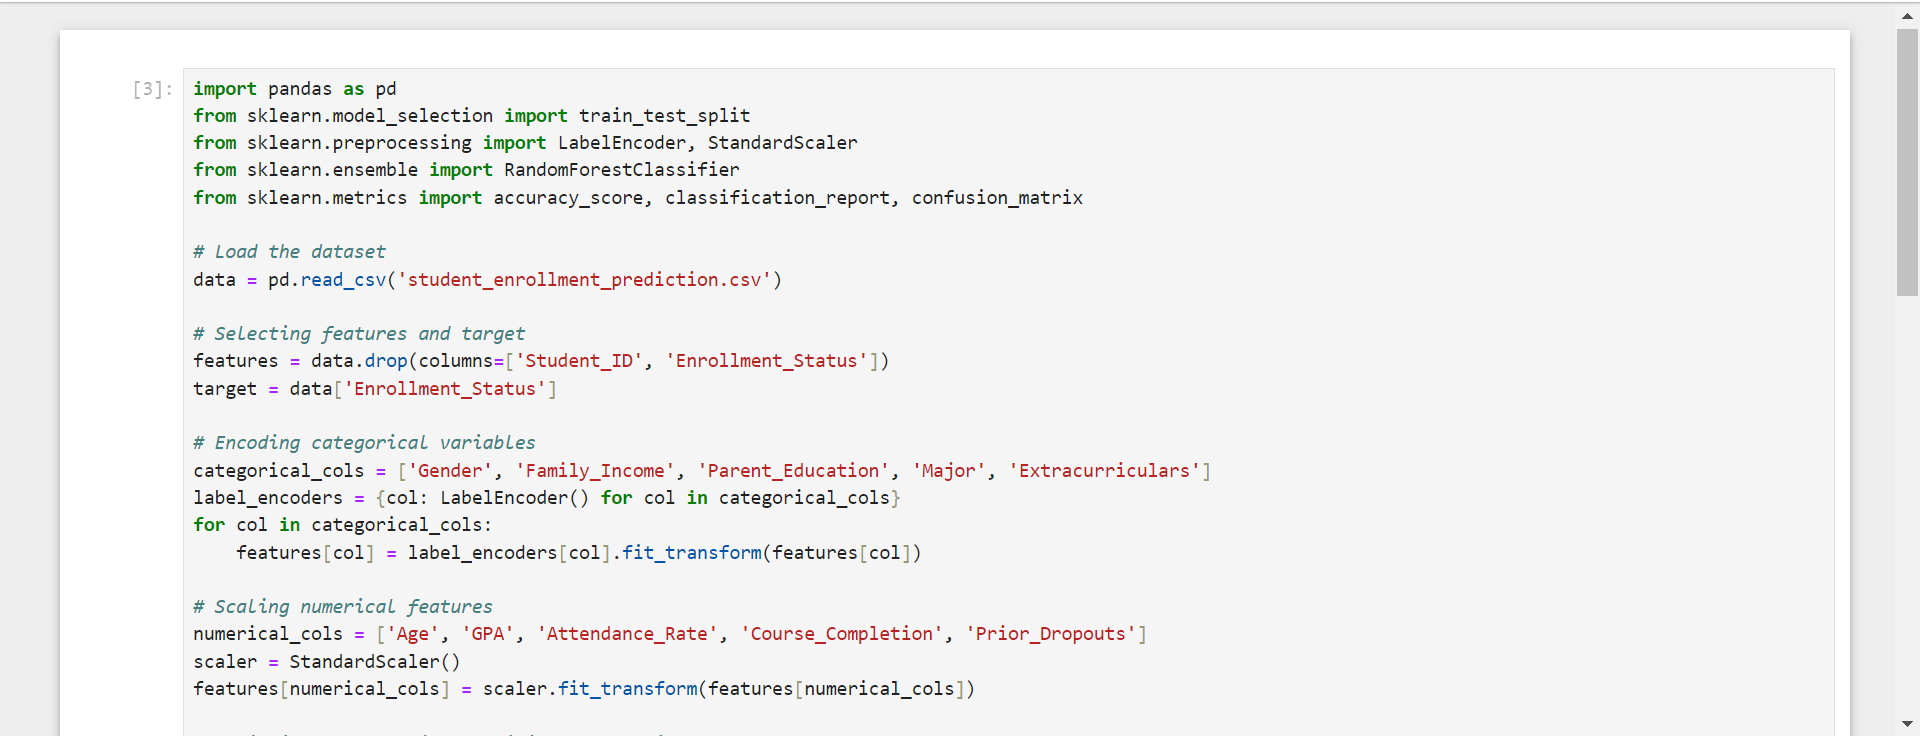 [3]:
import pandas as pd
from sklearn.model_selection import train_test_split
from sklearn.preprocessing import LabelEncoder, StandardScaler
from sklearn.ensemble import RandomForestClassifier
from sklearn.metrics import accuracy_score, classification_report, confusion_matrix
# Load the dataset
data = pd.read_csv('student_enrollment_prediction.csv')
# Selecting features and target
features = data.drop(columns=['Student_ID', 'Enrollment_Status'])
target = data['Enrollment_Status']
# Encoding categorical variables
categorical_cols = ['Gender', 'Family_Income', 'Parent_Education', 'Major', 'Extracurriculars']
label_encoders = {col: LabelEncoder() for col in categorical_cols}
for col in categorical_cols:
    features[col] = label_encoders[col].fit_transform(features[col])
# Scaling numerical features
numerical_cols = ['Age', 'GPA', 'Attendance_Rate', 'Course_Completion', 'Prior_Dropouts']
scaler = StandardScaler()
features[numerical_cols] = scaler.fit_transform(features[numerical_cols])